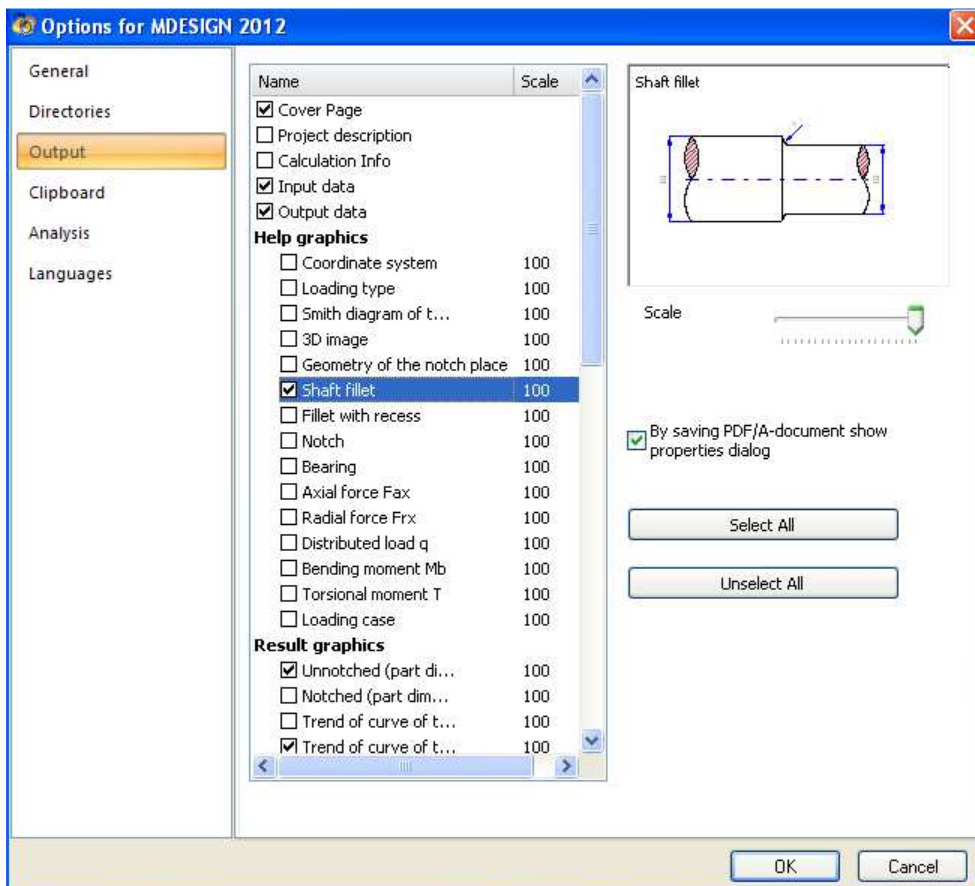 Options for MDESIGN 2012
General
Directories
Output
Clipboard
Analysis
Languages
Name Scale
Cover Page
Project description
Calculation Info
Input data
Output data
Help graphics
Coordinate system 100
Loading type 100
Smith diagram of t... 100
3D image 100
Geometry of the notch place 100
Shaft fillet 100
Fillet with recess 100
Notch 100
Bearing 100
Axial force Fax 100
Radial force Frx 100
Distributed load q 100
Bending moment Mb 100
Torsional moment T 100
Loading case 100
Result graphics
Unnotched (part di... 100
Notched (part dim... 100
Trend of curve of t... 100
Trend of curve of t... 100
Shaft fillet
Scale
By saving PDF/A-document show
properties dialog
Select All
Unselect All
OK
Cancel